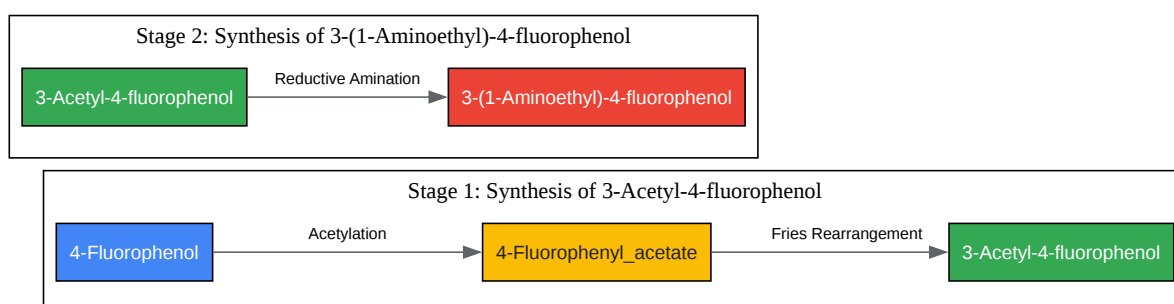 Stage 2: Synthesis of 3-(1-Aminoethyl)-4-fluorophenol
3-Acetyl-4-fluorophenol
Reductive Amination
3-(1-Aminoethyl)-4-fluorophenol
Stage 1: Synthesis of 3-Acetyl-4-fluorophenol
4-Fluorophenol
Acetylation
4-Fluorophenyl_acetate
Fries Rearrangement
3-Acetyl-4-fluorophenol